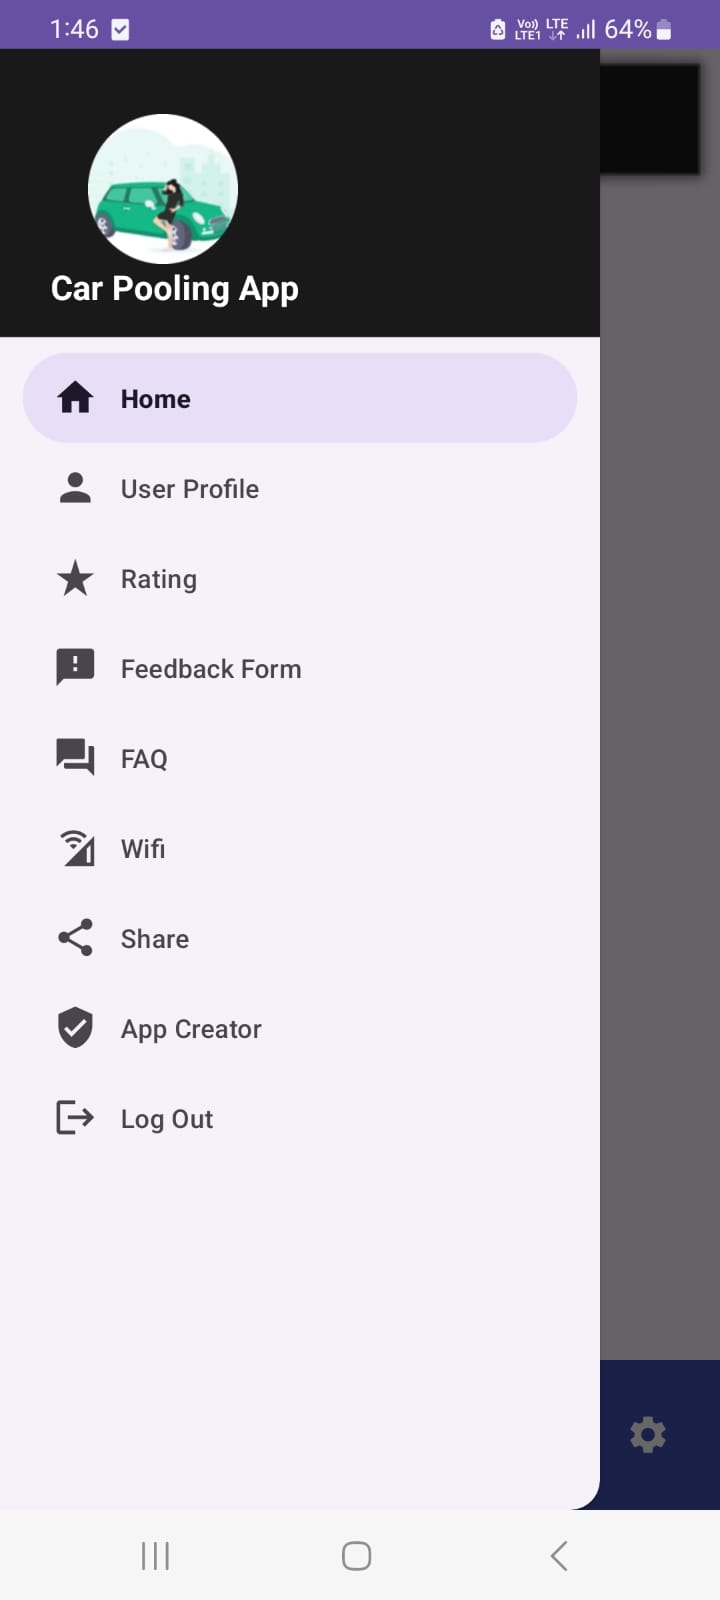 1:46
Vo)) LTE
LTE1
64%
Car Pooling App
Home
User Profile
Rating
Feedback Form
FAQ
Wifi
Share
App Creator
Log Out